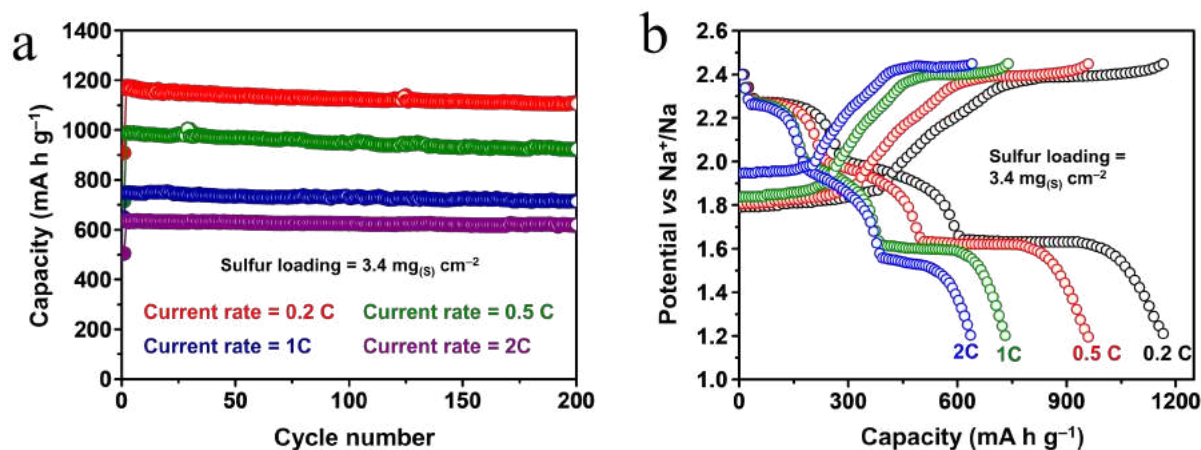 a
Capacity (mA h g⁻¹)
1400
1200
1000
800
600
400
200
0
Sulfur loading = 3.4 mg(S) cm⁻²
Current rate = 0.2 C
Current rate = 0.5 C
Current rate = 1C
Current rate = 2C
0 50 100 150 200
Cycle number
b
Potential vs Na⁺/Na
2.6
2.4
2.2
2.0
1.8
1.6
1.4
1.2
1.0
Sulfur loading =
3.4 mg(S) cm⁻²
2C 1C 0.5 C 0.2 C
0 300 600 900 1200
Capacity (mA h g⁻¹)